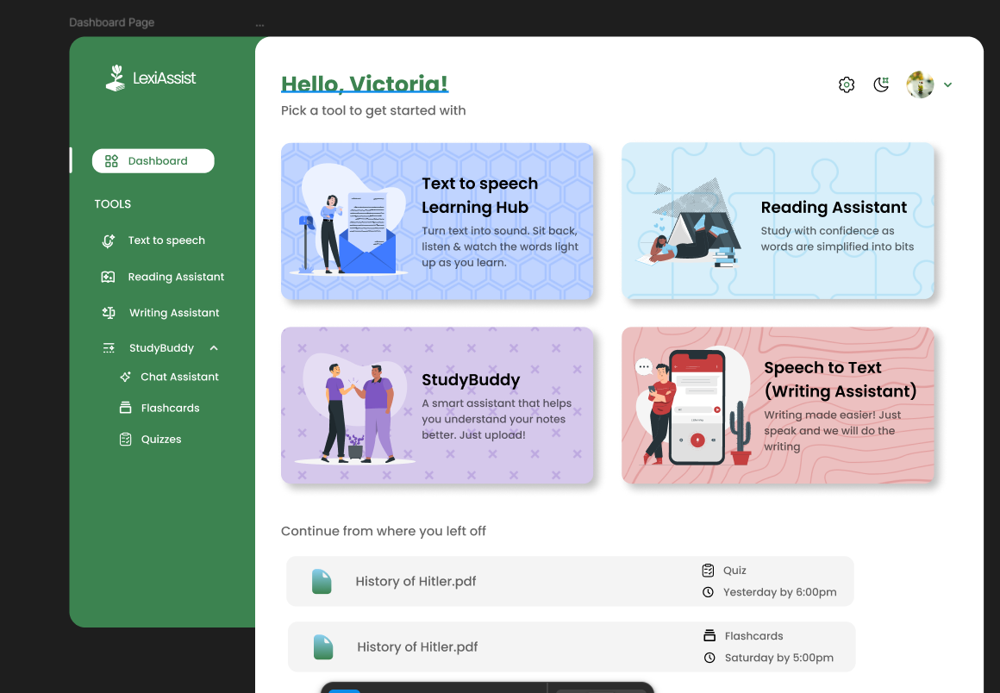 Dashboard Page
...
LexiAssist
Hello, Victoria!
Pick a tool to get started with
Dashboard
TOOLS
Text to speech
Reading Assistant
Writing Assistant
StudyBuddy
Chat Assistant
Flashcards
Quizzes
Text to speech
Learning Hub
Turn text into sound. Sit back,
listen & watch the words light
up as you learn.
Reading Assistant
Study with confidence as
words are simplified into bits
StudyBuddy
A smart assistant that helps
you understand your notes
better. Just upload!
Speech to Text
(Writing Assistant)
Writing made easier! Just
speak and we will do the
writing
Continue from where you left off
History of Hitler.pdf
Quiz
Yesterday by 6:00pm
History of Hitler.pdf
Flashcards
Saturday by 5:00pm